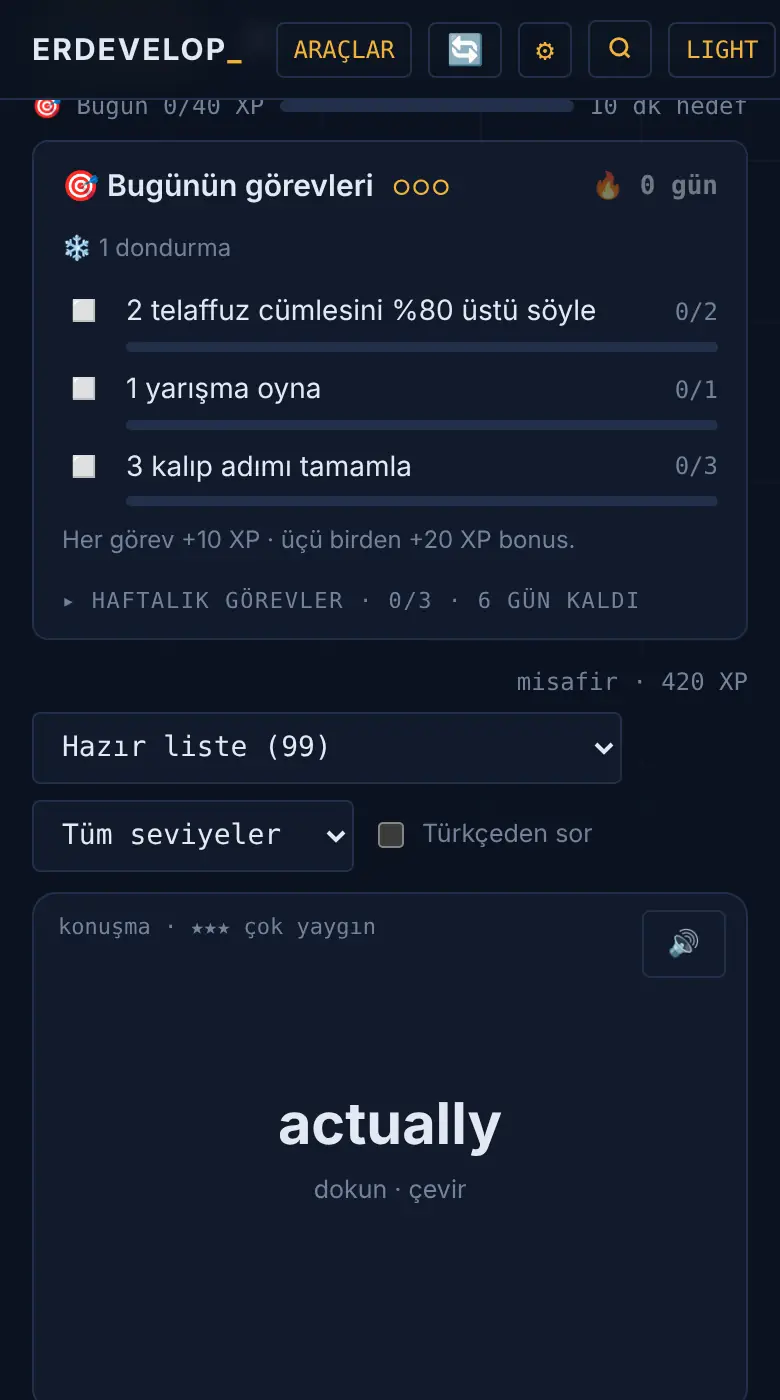 ERDEVELOP_ ARAÇLAR LIGHT
Bugün 0/40 XP 10 dk hedef
Bugünün görevleri 0 gün
1 dondurma
2 telaffuz cümlesini %80 üstü söyle 0/2
1 yarışma oyna 0/1
3 kalıp adımı tamamla 0/3
Her görev +10 XP · üçü birden +20 XP bonus.
▸ HAFTALIK GÖREVLER · 0/3 · 6 GÜN KALDI
misafir · 420 XP
Hazır liste (99)
Tüm seviyeler Türkçeden sor
konuşma · ★★★ çok yaygın
actually
dokun · çevir